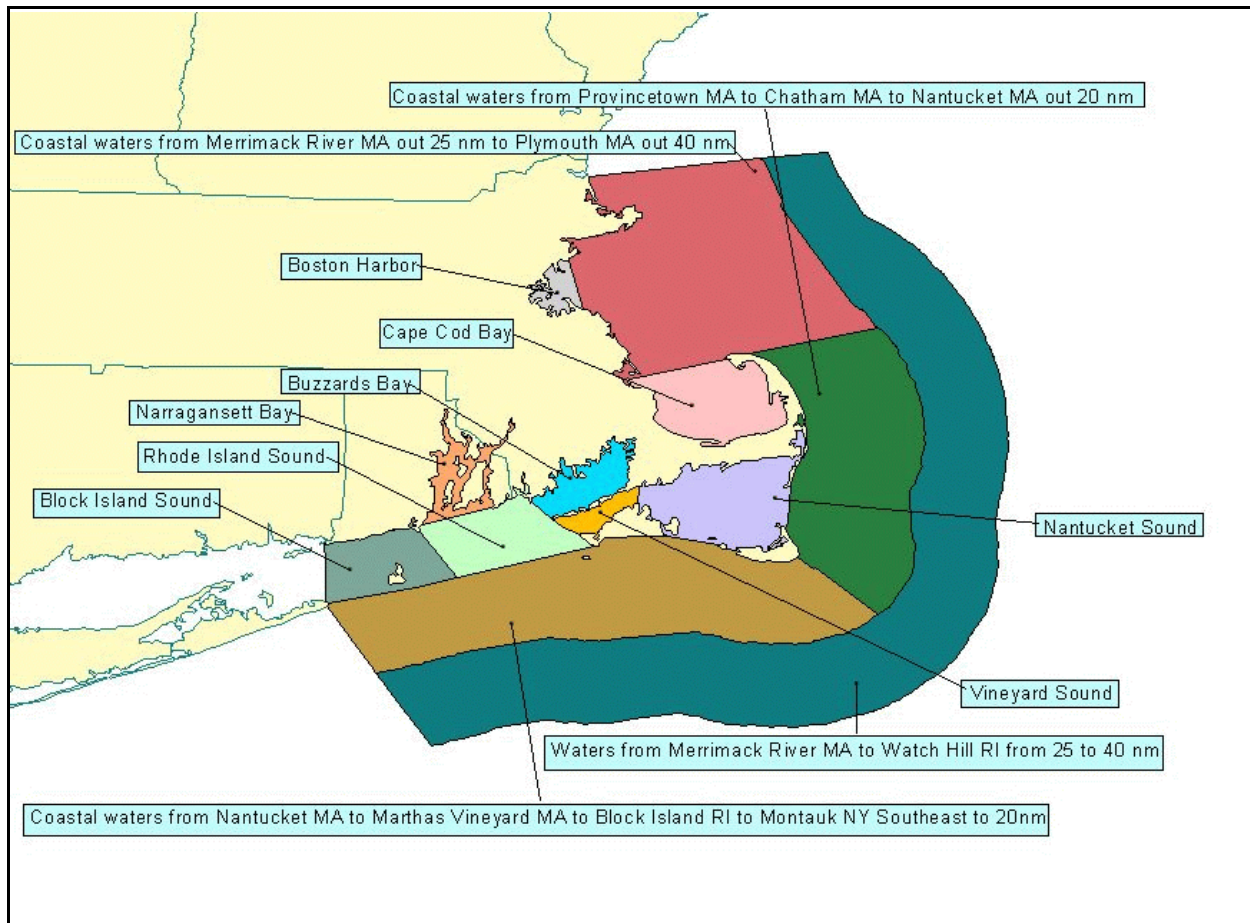 Coastal waters from Provincetown MA to Chatham MA to Nantucket MA out 20 nm
Coastal waters from Merrimack River MA out 25 nm to Plymouth MA out 40 nm
Boston Harbor
Cape Cod Bay
Buzzards Bay
Narragansett Bay
Rhode Island Sound
Block Island Sound
Nantucket Sound
Vineyard Sound
Waters from Merrimack River MA to Watch Hill RI from 25 to 40 nm
Coastal waters from Nantucket MA to Marthas Vineyard MA to Block Island RI to Montauk NY Southeast to 20nm